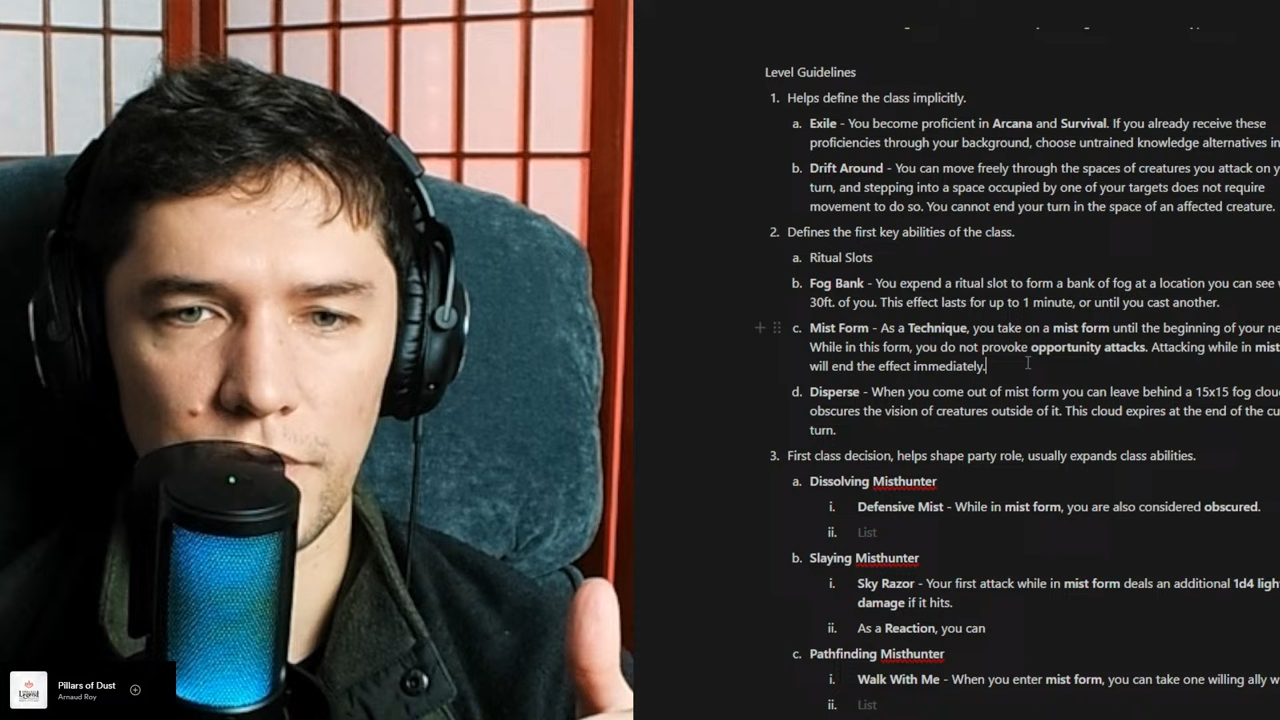 Level Guidelines
1. Helps define the class implicitly.
a. Exile - You become proficient in Arcana and Survival. If you already receive these
proficiencies through your background, choose untrained knowledge alternatives in
b. Drift Around - You can move freely through the spaces of creatures you attack on y
turn, and stepping into a space occupied by one of your targets does not require
movement to do so. You cannot end your turn in the space of an affected creature.
2. Defines the first key abilities of the class.
a. Ritual Slots
b. Fog Bank - You expend a ritual slot to form a bank of fog at a location you can see
30ft. of you. This effect lasts for up to 1 minute, or until you cast another.
c. Mist Form - As a Technique, you take on a mist form until the beginning of your ne
While in this form, you do not provoke opportunity attacks. Attacking while in mist
will end the effect immediately.
d. Disperse - When you come out of mist form you can leave behind a 15x15 fog clou
obscures the vision of creatures outside of it. This cloud expires at the end of the cu
turn.
3. First class decision, helps shape party role, usually expands class abilities.
a. Dissolving Misthunter
i. Defensive Mist - While in mist form, you are also considered obscured.
ii. List
b. Slaying Misthunter
i. Sky Razor - Your first attack while in mist form deals an additional 1d4 ligh
damage if it hits.
ii. As a Reaction, you can
c. Pathfinding Misthunter
i. Walk With Me - When you enter mist form, you can take one willing ally w
ii. List
Legend
Pillars of Dust
Arnaud Roy